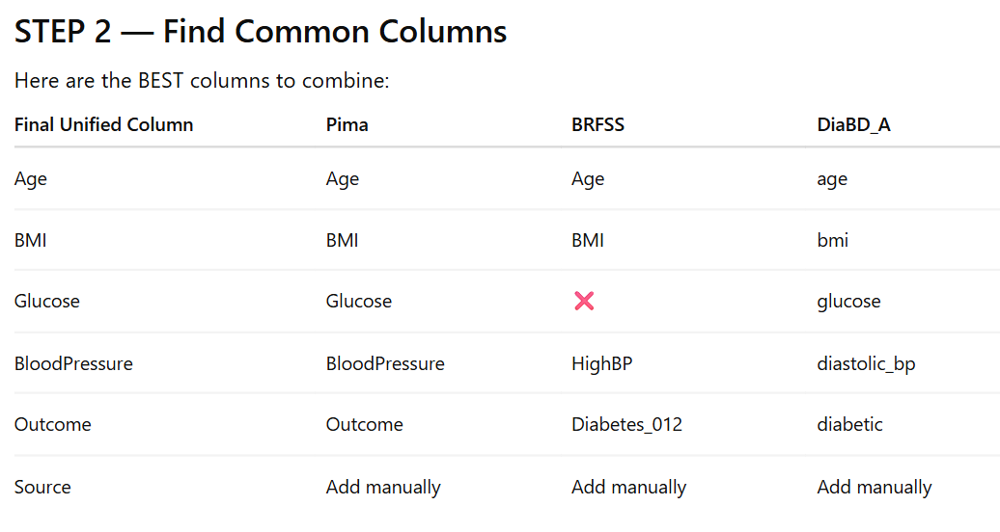 STEP 2 — Find Common Columns
Here are the BEST columns to combine:
Final Unified Column Pima BRFSS DiaBD_A
Age Age Age age
BMI BMI BMI bmi
Glucose Glucose ❌ glucose
BloodPressure BloodPressure HighBP diastolic_bp
Outcome Outcome Diabetes_012 diabetic
Source Add manually Add manually Add manually